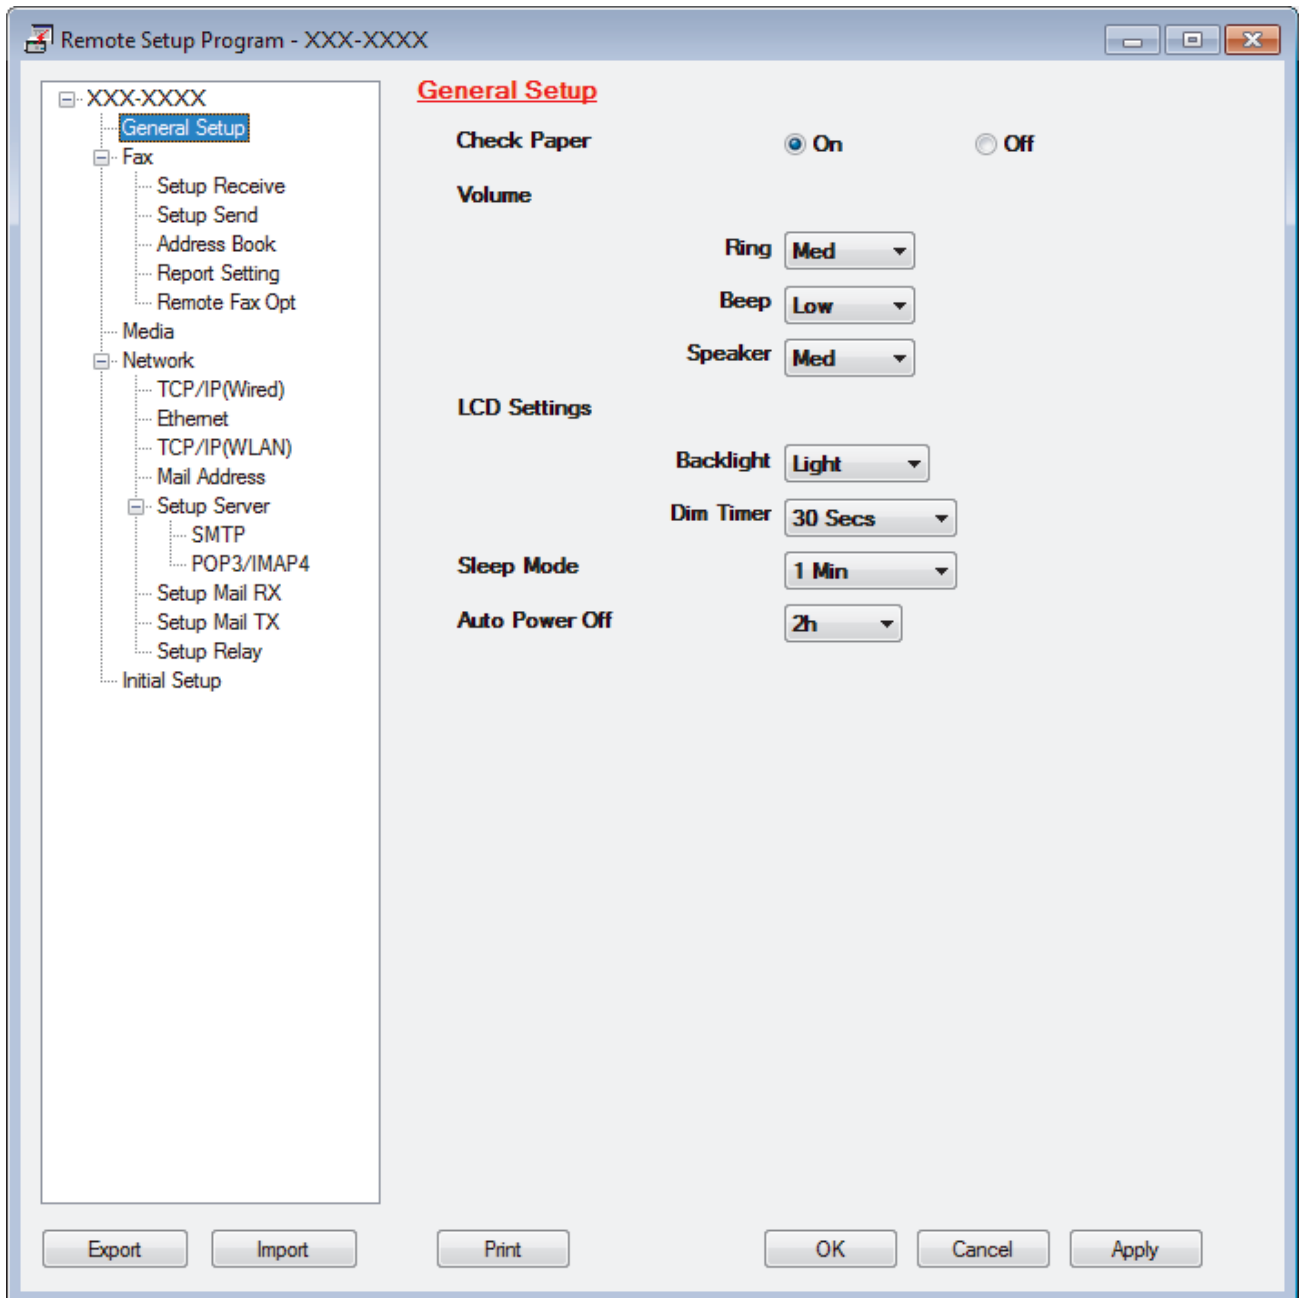 Remote Setup Program - XXX-XXXX
XXX-XXXX
General Setup
Fax
Setup Receive
Setup Send
Address Book
Report Setting
Remote Fax Opt
Media
Network
TCP/IP(Wired)
Ethernet
TCP/IP(WLAN)
Mail Address
Setup Server
SMTP
POP3/IMAP4
Setup Mail RX
Setup Mail TX
Setup Relay
Initial Setup
General Setup
Check Paper On Off
Volume
Ring Med
Beep Low
Speaker Med
LCD Settings
Backlight Light
Dim Timer 30 Secs
Sleep Mode 1 Min
Auto Power Off 2h
Export Import Print OK Cancel Apply